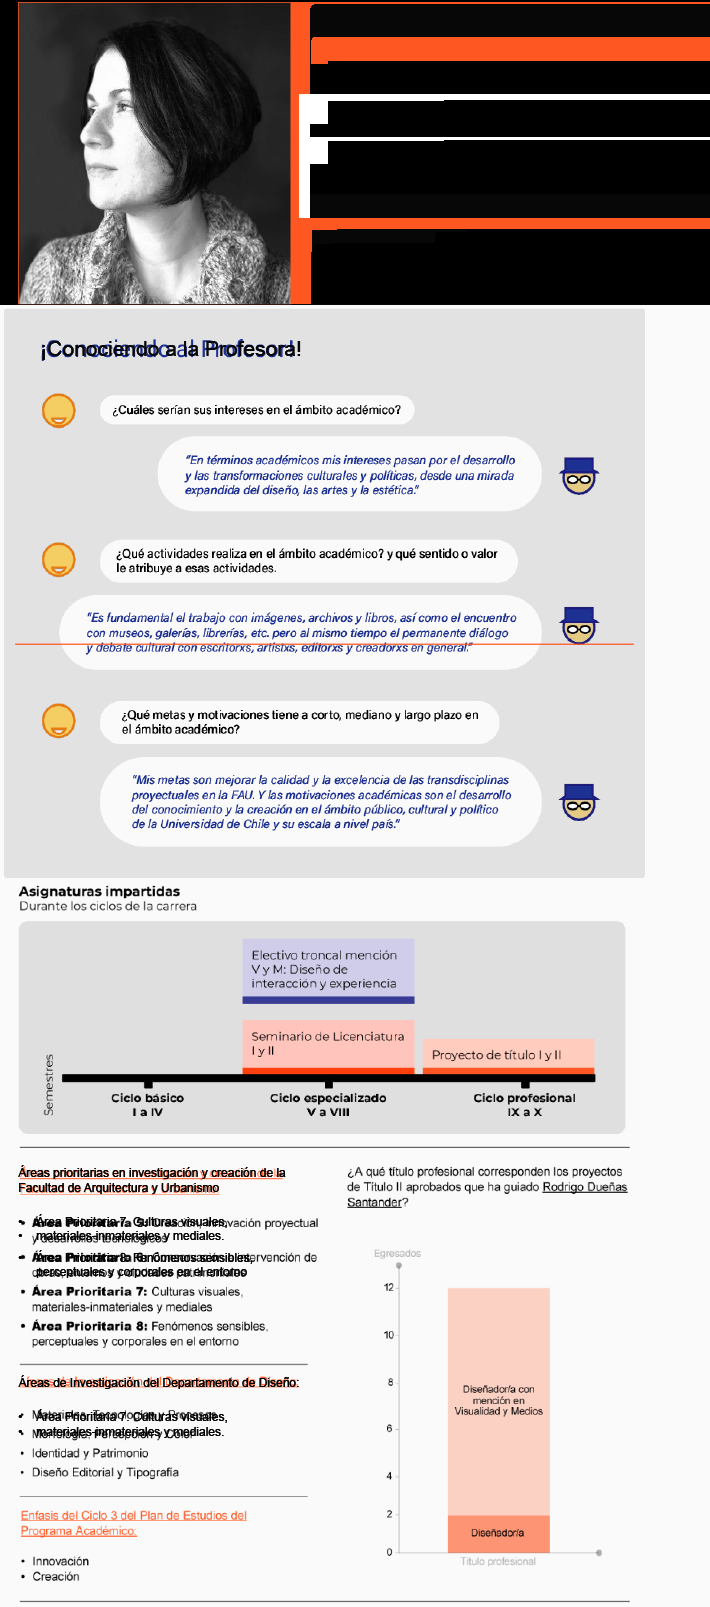 ¡Conociendo a la Profesora!
¿Cuáles serían sus intereses en el ámbito académico?
"En términos académicos mis intereses pasan por el desarrollo
y las transformaciones culturales y políticas, desde una mirada
expandida del diseño, las artes y la estética."
¿Qué actividades realiza en el ámbito académico? y qué sentido o valor
le atribuye a esas actividades.
"Es fundamental el trabajo con imágenes, archivos y libros, así como el encuentro
con museos, galerías, librerías, etc. pero al mismo tiempo el permanente diálogo
y debate cultural con escritorxs, artistxs, editorxs y creadorxs en general."
¿Qué metas y motivaciones tiene a corto, mediano y largo plazo en
el ámbito académico?
"Mis metas son mejorar la calidad y la excelencia de las transdisciplinas
proyectuales en la FAU. Y las motivaciones académicas son el desarrollo
del conocimiento y la creación en el ámbito público, cultural y político
de la Universidad de Chile y su escala a nivel país."
Asignaturas impartidas
Durante los ciclos de la carrera
Electivo troncal mención
V y M: Diseño de
interacción y experiencia
Seminario de Licenciatura
I y II
Proyecto de título I y II
Semestres
Ciclo básico
I a IV
Ciclo especializado
V a VIII
Ciclo profesional
IX a X
Áreas prioritarias en investigación y creación de la
Facultad de Arquitectura y Urbanismo
• Área Prioritaria 7. Culturas visuales,
• materiales-inmateriales y mediales.
Área Prioritaria 8. Fenómenos sensibles,
perceptuales y corporales en el entorno
• Área Prioritaria 7: Culturas visuales,
materiales-inmateriales y mediales
• Área Prioritaria 8: Fenómenos sensibles,
perceptuales y corporales en el entorno
Áreas de Investigación del Departamento de Diseño:
Área Prioritaria 7. Culturas visuales,
• materiales-inmateriales y mediales.
• Identidad y Patrimonio
• Diseño Editorial y Tipografía
Enfasis del Ciclo 3 del Plan de Estudios del
Programa Académico:
• Innovación
• Creación
¿A qué título profesional corresponden los proyectos
de Título II aprobados que ha guiado Rodrigo Dueñas
Santander?
Egresados
12
10
8
6
4
2
0
Diseñador/a con
mención en
Visualidad y Medios
Diseñador/a
Título profesional